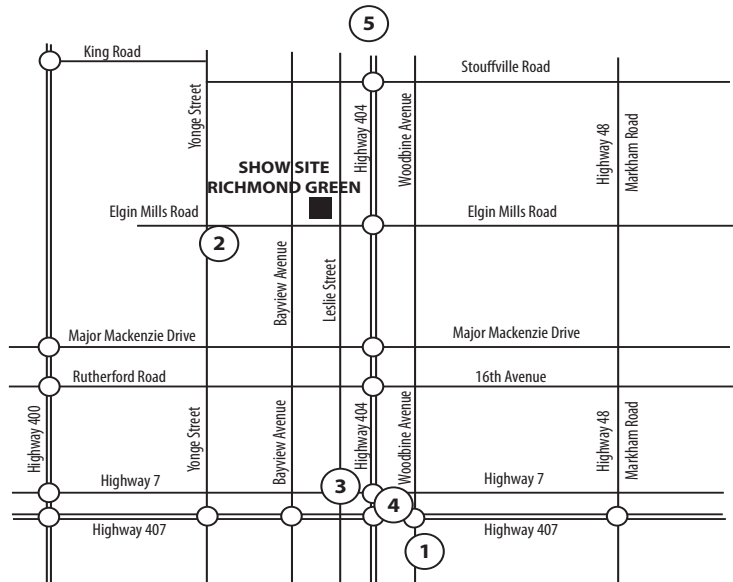 5
King Road
Stouffville Road
Yonge Street
Highway 404
Woodbine Avenue
Highway 48
Markham Road
SHOW SITE
RICHMOND GREEN
Elgin Mills Road
Elgin Mills Road
2
Bayview Avenue
Leslie Street
Major Mackenzie Drive
Major Mackenzie Drive
Rutherford Road
16th Avenue
Highway 400
Yonge Street
Bayview Avenue
Highway 404
Woodbine Avenue
Highway 48
Markham Road
Highway 7
3
Highway 7
4
Highway 407
Highway 407
1